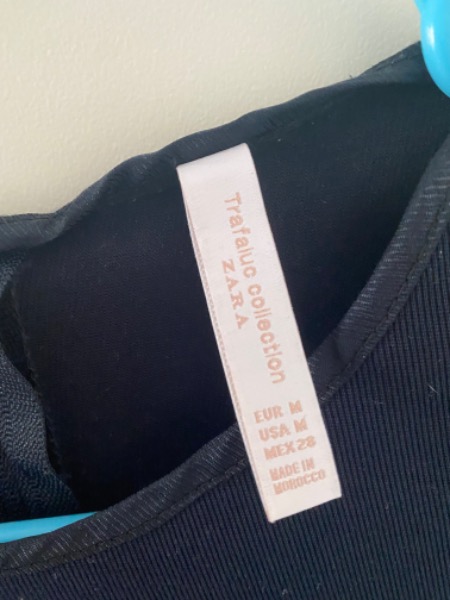 Trafaluc collection
ZARA
EUR M
USA M
MEX 28
MADE IN
MOROCCO